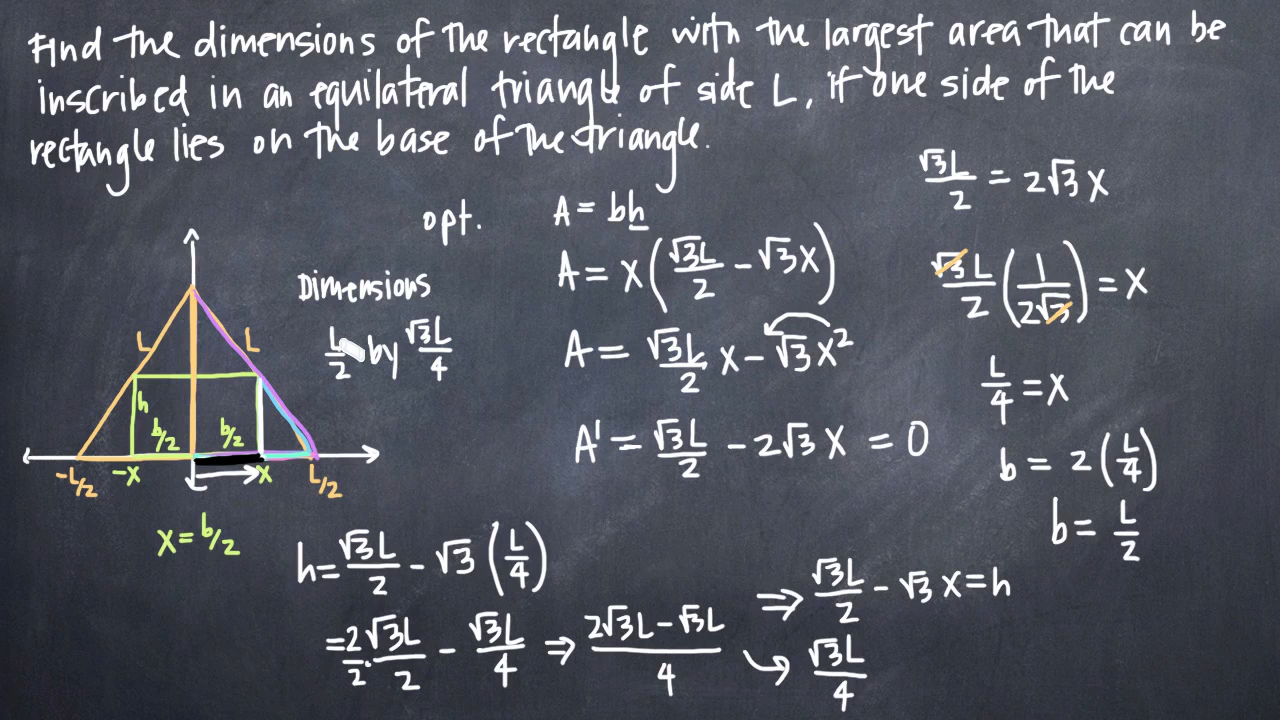 Find the dimensions of the rectangle with the largest area that can be
inscribed in an equilateral triangle of side L, if one side of the
rectangle lies on the base of the triangle.
opt.
Dimensions
L/2 by √3L/4
L
L
h
b/2
b/2
-L/2
-x
x
L/2
x = b/2
A = bh
A = x(√3L/2 - √3x)
A = √3L/2 x - √3x²
A' = √3L/2 - 2√3x = 0
√3L/2 = 2√3x
√3L/2 (1/2√3) = x
L/4 = x
b = 2(L/4)
b = L/2
h = √3L/2 - √3(L/4)
= 2/2 · √3L/2 - √3L/4 ⇒ 2√3L - √3L/4
⇒ √3L/2 - √3x = h
↘ √3L/4